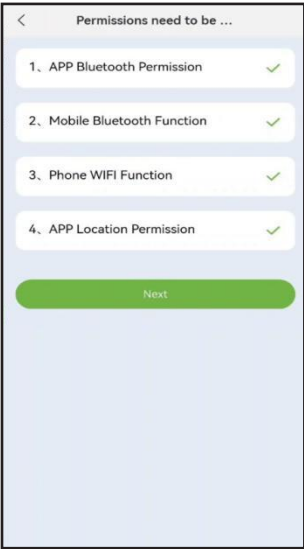 Permissions need to be ...
1、APP Bluetooth Permission
2、Mobile Bluetooth Function
3、Phone WIFI Function
4、APP Location Permission
Next